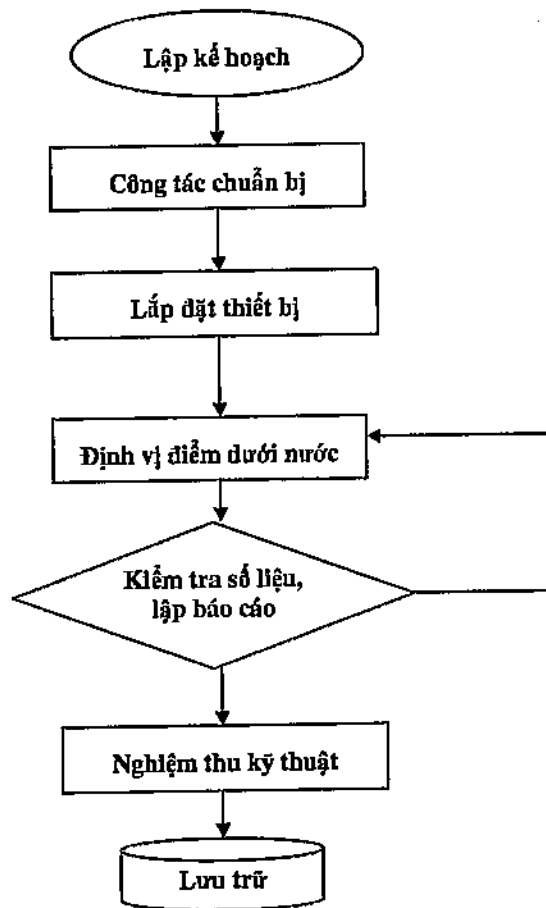 Lập kế hoạch
Công tác chuẩn bị
Lắp đặt thiết bị
Định vị điểm dưới nước
Kiểm tra số liệu,
lập báo cáo
Nghiệm thu kỹ thuật
Lưu trữ